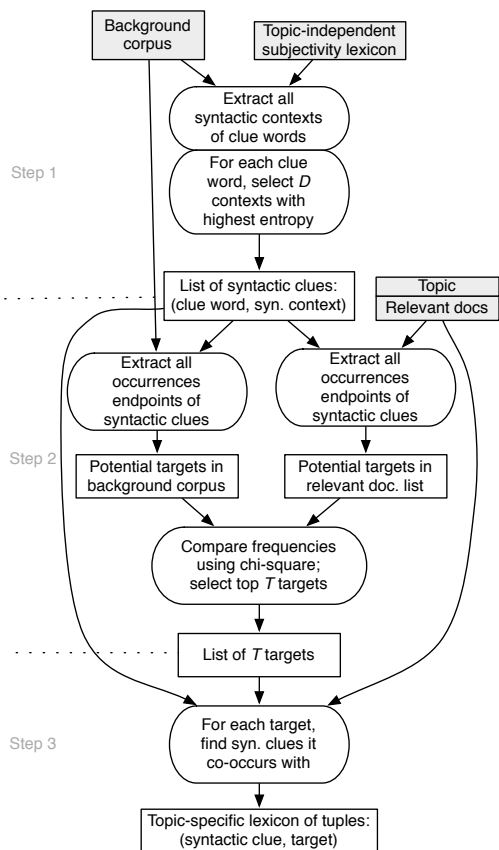 Background
corpus
Topic-independent
subjectivity lexicon
Extract all
syntactic contexts
of clue words
Step 1
For each clue
word, select D
contexts with
highest entropy
List of syntactic clues:
(clue word, syn. context)
Topic
Relevant docs
Extract all
occurrences
endpoints of
syntactic clues
Extract all
occurrences
endpoints of
syntactic clues
Step 2
Potential targets in
background corpus
Potential targets in
relevant doc. list
Compare frequencies
using chi-square;
select top T targets
List of T targets
Step 3
For each target,
find syn. clues it
co-occurs with
Topic-specific lexicon of tuples:
(syntactic clue, target)